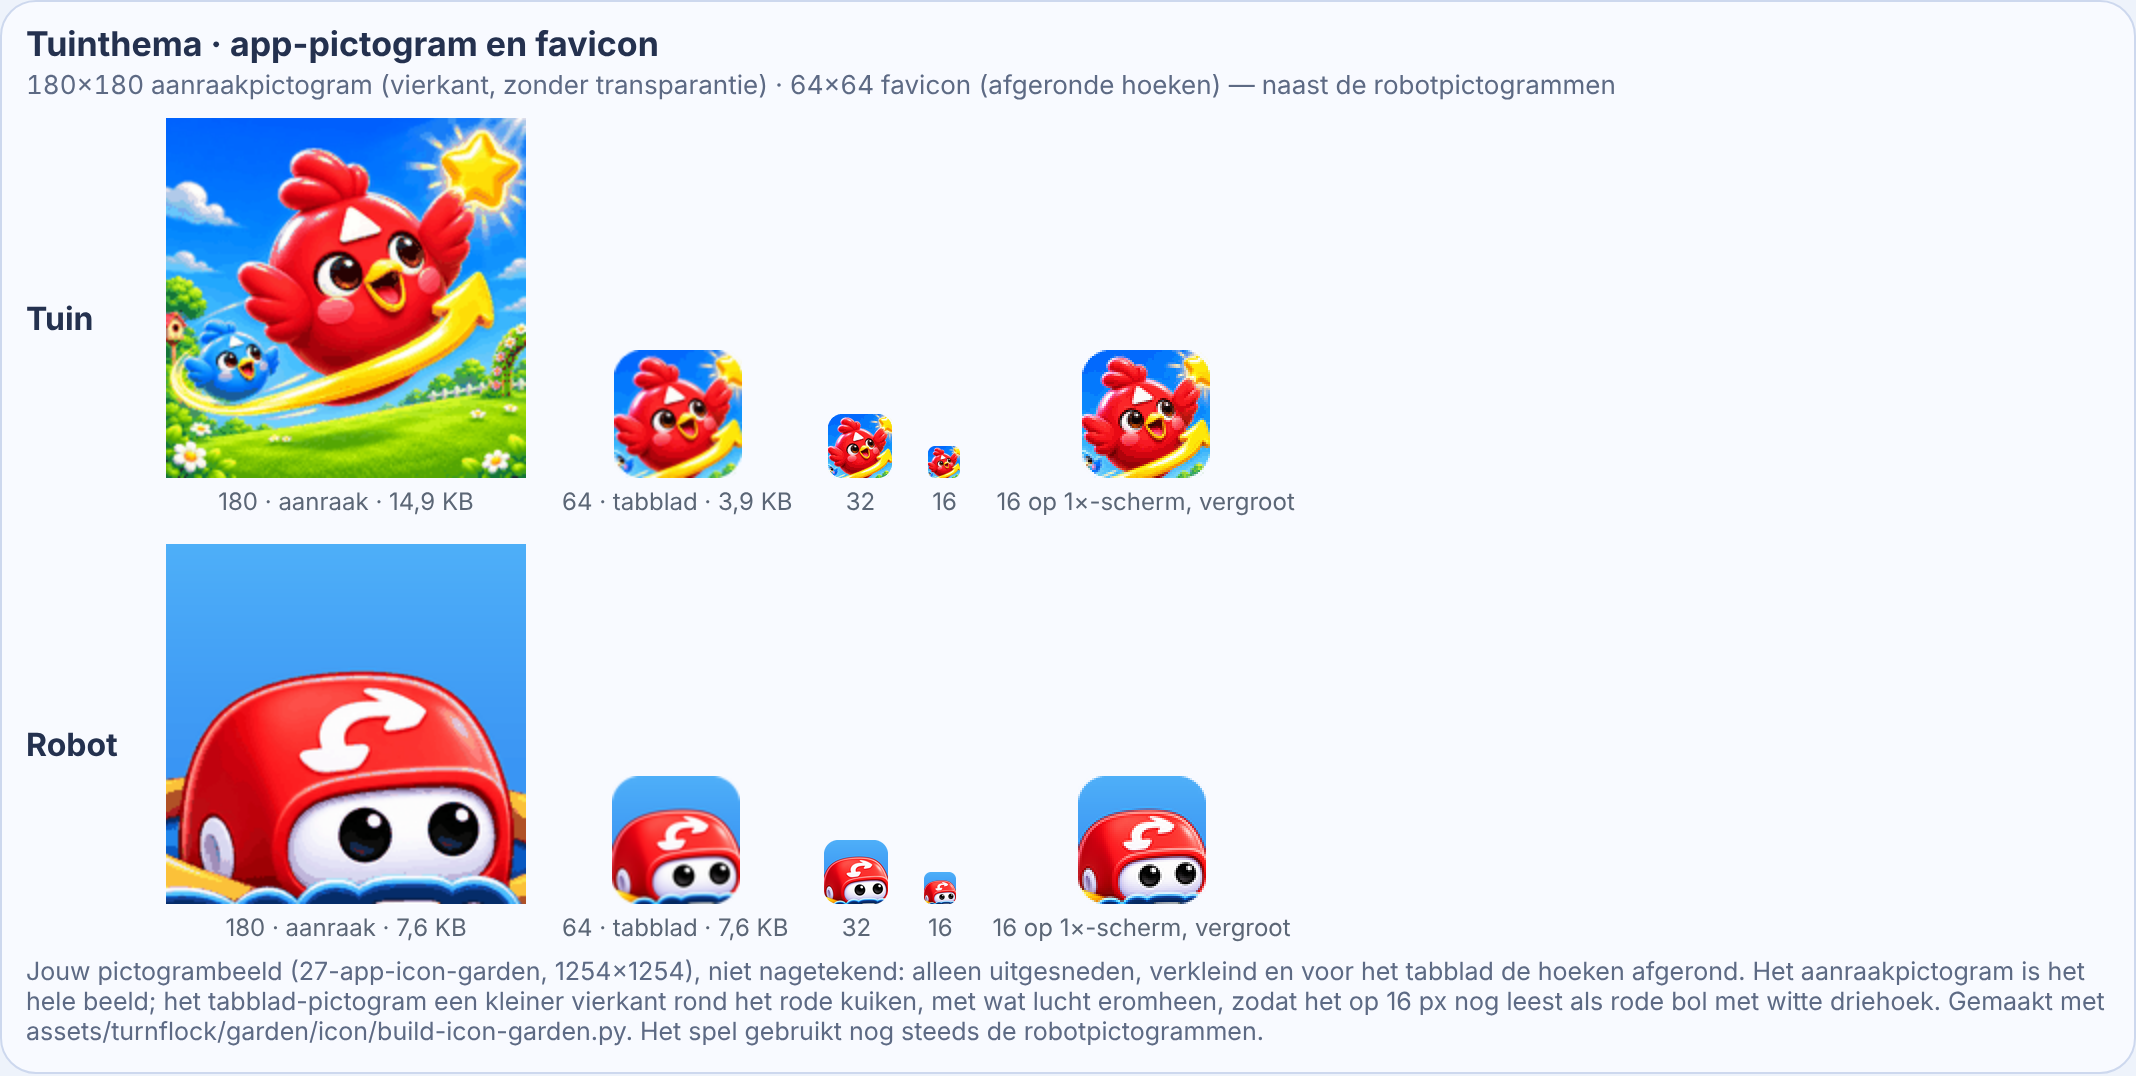 Tuinthema · app-pictogram en favicon
180×180 aanraakpictogram (vierkant, zonder transparantie) · 64×64 favicon (afgeronde hoeken) — naast de robotpictogrammen
Tuin
180 · aanraak · 14,9 KB
64 · tabblad · 3,9 KB
32
16
16 op 1×-scherm, vergroot
Robot
180 · aanraak · 7,6 KB
64 · tabblad · 7,6 KB
32
16
16 op 1×-scherm, vergroot
Jouw pictogrambeeld (27-app-icon-garden, 1254×1254), niet nagetekend: alleen uitgesneden, verkleind en voor het tabblad de hoeken afgerond. Het aanraakpictogram is het
hele beeld; het tabblad-pictogram een kleiner vierkant rond het rode kuiken, met wat lucht eromheen, zodat het op 16 px nog leest als rode bol met witte driehoek. Gemaakt met
assets/turnflock/garden/icon/build-icon-garden.py. Het spel gebruikt nog steeds de robotpictogrammen.